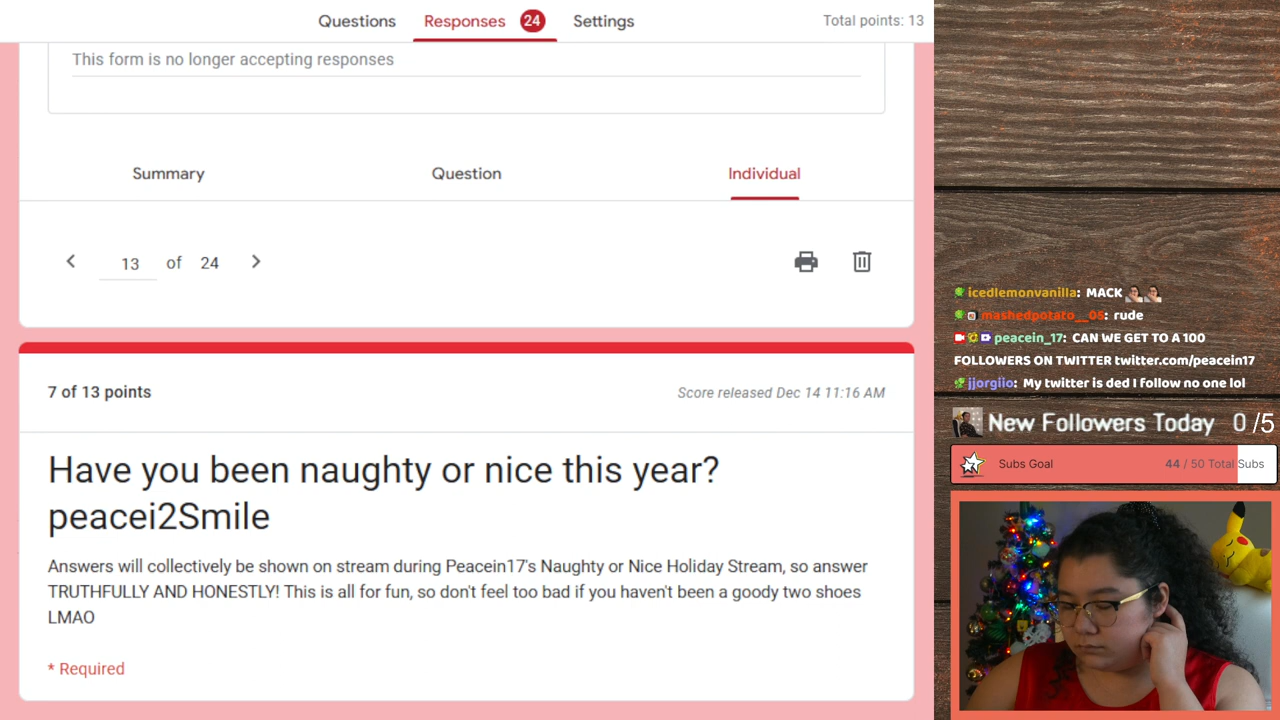 Questions
Responses
24
Settings
Total points: 13
This form is no longer accepting responses
Summary
Question
Individual
13 of 24
7 of 13 points
Score released Dec 14 11:16 AM
Have you been naughty or nice this year?
peacei2Smile
Answers will collectively be shown on stream during Peacein17's Naughty or Nice Holiday Stream, so answer
TRUTHFULLY AND HONESTLY! This is all for fun, so don't feel too bad if you haven't been a goody two shoes
LMAO
* Required
icedlemonvanilla: MACK
mashedpotato__05: rude
peacein_17: CAN WE GET TO A 100
FOLLOWERS ON TWITTER twitter.com/peacein17
jjorgiio: My twitter is ded I follow no one lol
New Followers Today 0 /5
Subs Goal
44 / 50 Total Subs